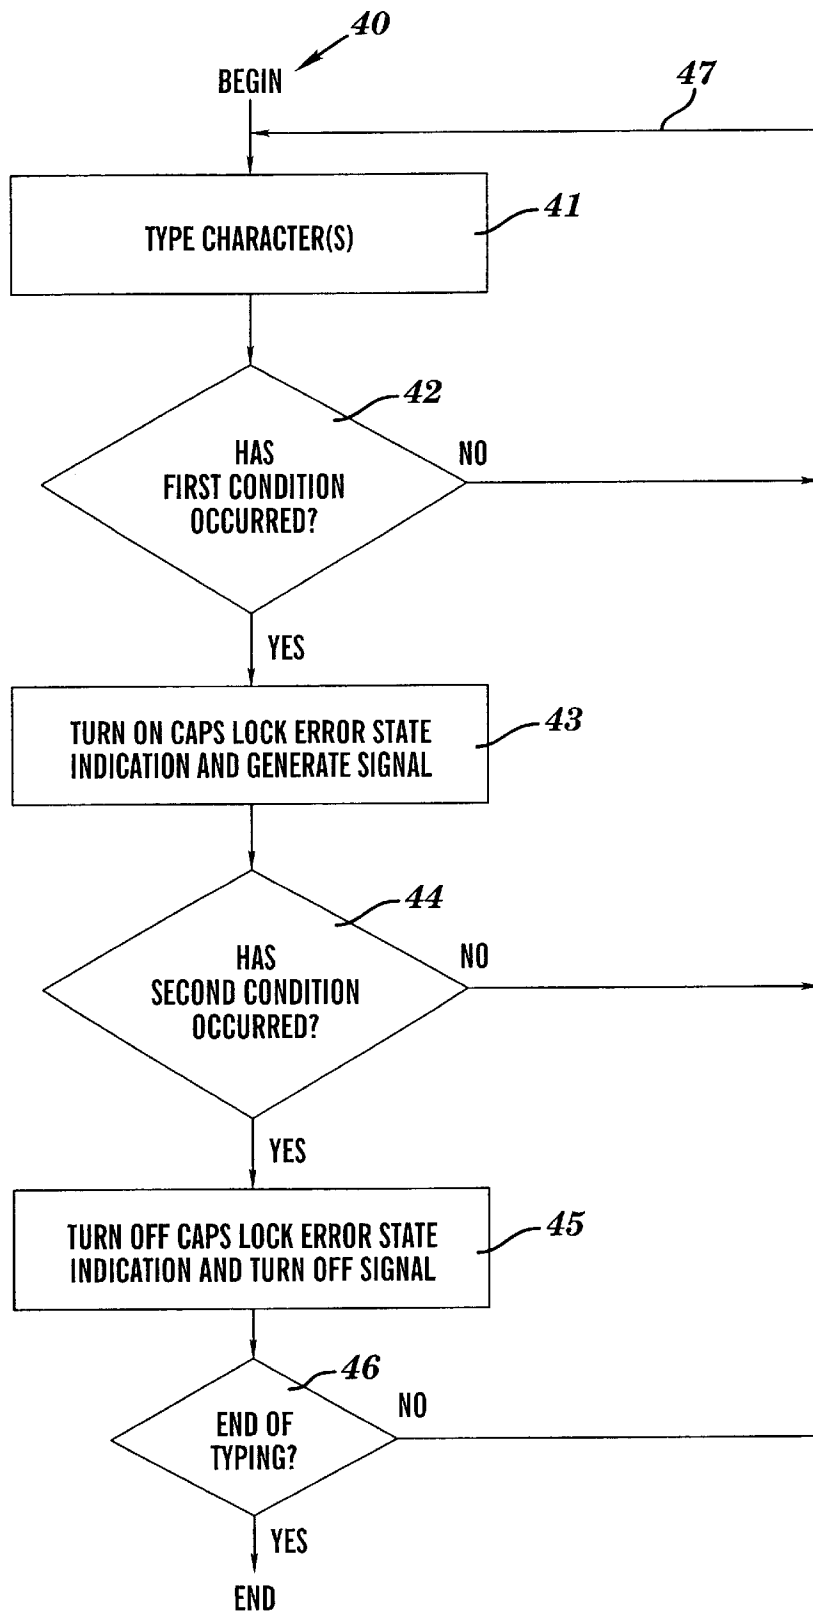 40
BEGIN
47
41
TYPE CHARACTER(S)
42
HAS
FIRST CONDITION
OCCURRED?
NO
YES
43
TURN ON CAPS LOCK ERROR STATE
INDICATION AND GENERATE SIGNAL
44
HAS
SECOND CONDITION
OCCURRED?
NO
YES
45
TURN OFF CAPS LOCK ERROR STATE
INDICATION AND TURN OFF SIGNAL
46
END OF
TYPING?
NO
YES
END